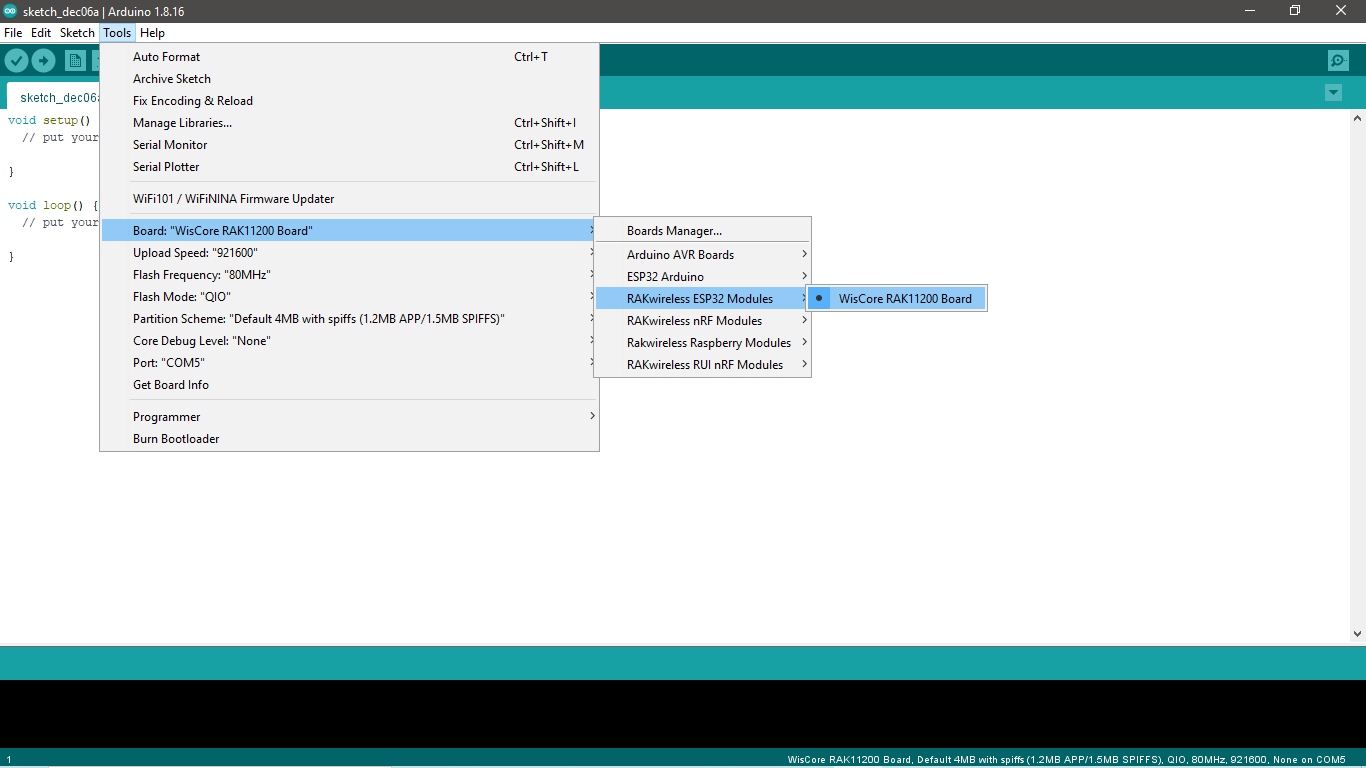 sketch_dec06a | Arduino 1.8.16
File Edit Sketch Tools Help
Auto Format Ctrl+T
Archive Sketch
Fix Encoding & Reload
Manage Libraries... Ctrl+Shift+I
Serial Monitor Ctrl+Shift+M
Serial Plotter Ctrl+Shift+L
WiFi101 / WiFiNINA Firmware Updater
Board: "WisCore RAK11200 Board"
Upload Speed: "921600"
Flash Frequency: "80MHz"
Flash Mode: "QIO"
Partition Scheme: "Default 4MB with spiffs (1.2MB APP/1.5MB SPIFFS)"
Core Debug Level: "None"
Port: "COM5"
Get Board Info
Programmer
Burn Bootloader
Boards Manager...
Arduino AVR Boards
ESP32 Arduino
RAKwireless ESP32 Modules
RAKwireless nRF Modules
Rakwireless Raspberry Modules
RAKwireless RUI nRF Modules
WisCore RAK11200 Board
sketch_dec06a
void setup()
// put your
}
void loop() {
// put your
}
1 WisCore RAK11200 Board, Default 4MB with spiffs (1.2MB APP/1.5MB SPIFFS), QIO, 80MHz, 921600, None on COM5